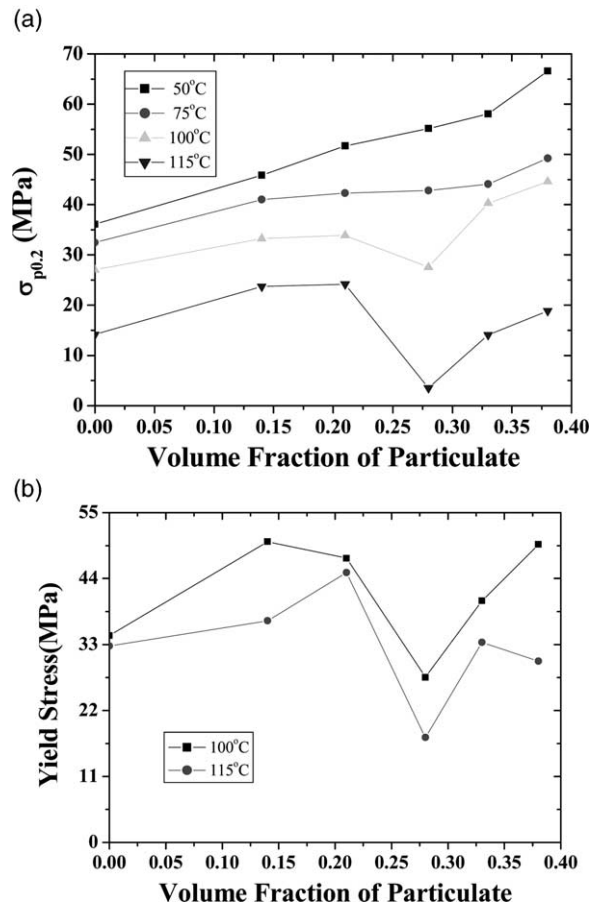 (a)
70
60
50
40
30
20
10
0
σp0.2 (MPa)
50°C
75°C
100°C
115°C
0.00 0.05 0.10 0.15 0.20 0.25 0.30 0.35 0.40
Volume Fraction of Particulate
(b)
55
44
33
22
11
0
Yield Stress(MPa)
100°C
115°C
0.00 0.05 0.10 0.15 0.20 0.25 0.30 0.35 0.40
Volume Fraction of Particulate